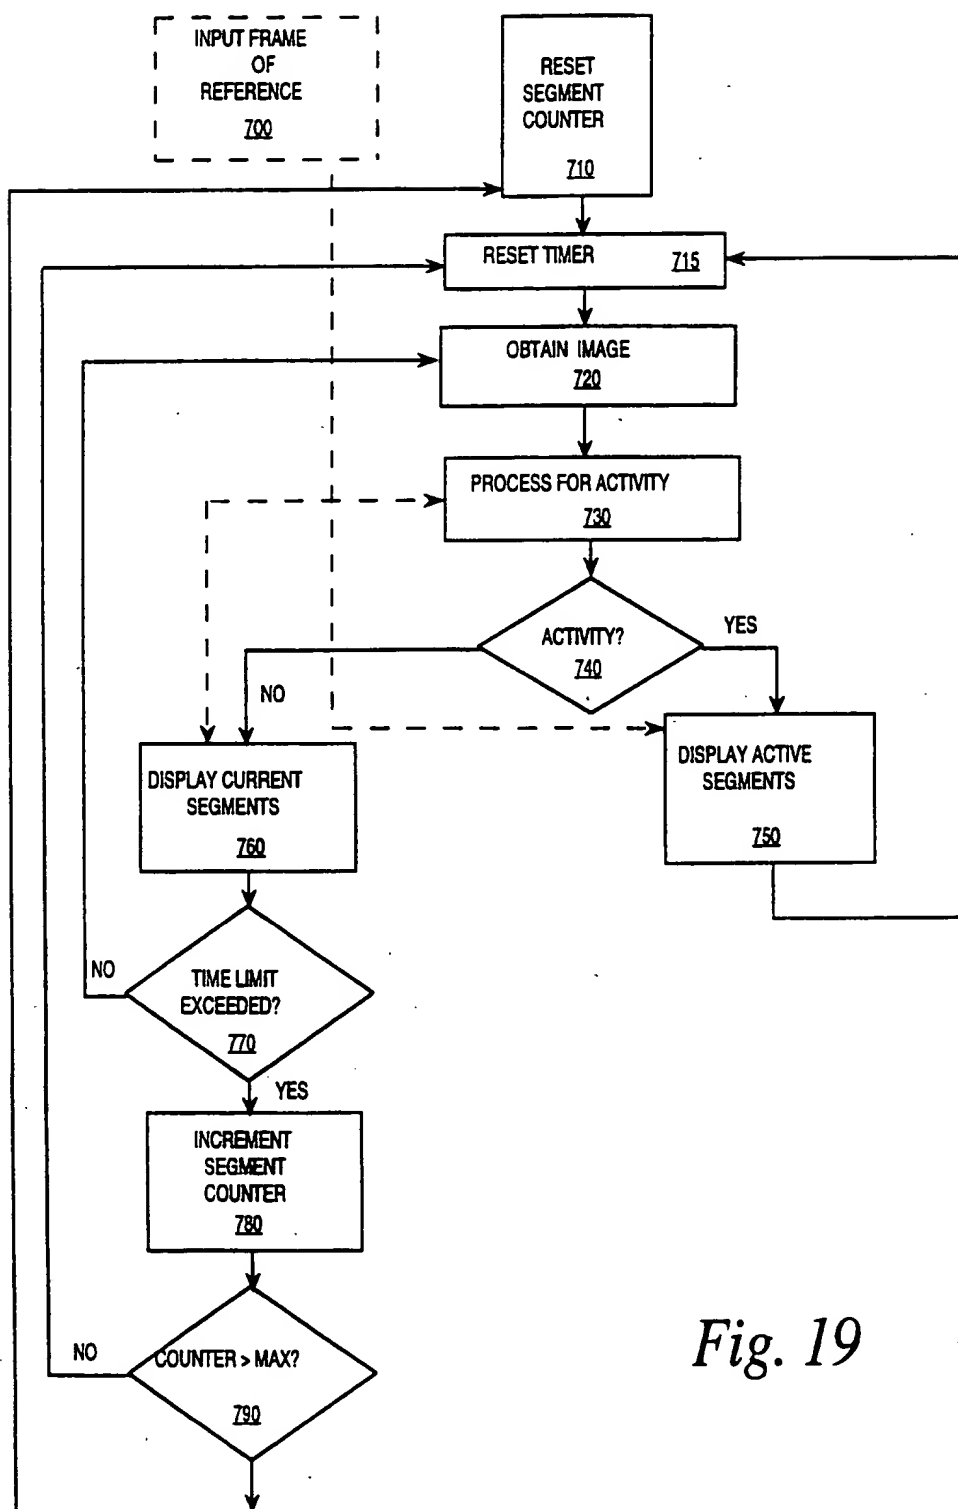 INPUT FRAME
OF
REFERENCE
700
RESET
SEGMENT
COUNTER
710
RESET TIMER 715
OBTAIN IMAGE
720
PROCESS FOR ACTIVITY
730
ACTIVITY?
740
YES
NO
DISPLAY ACTIVE
SEGMENTS
750
DISPLAY CURRENT
SEGMENTS
760
NO
TIME LIMIT
EXCEEDED?
770
YES
INCREMENT
SEGMENT
COUNTER
780
NO
COUNTER > MAX?
790
Fig. 19